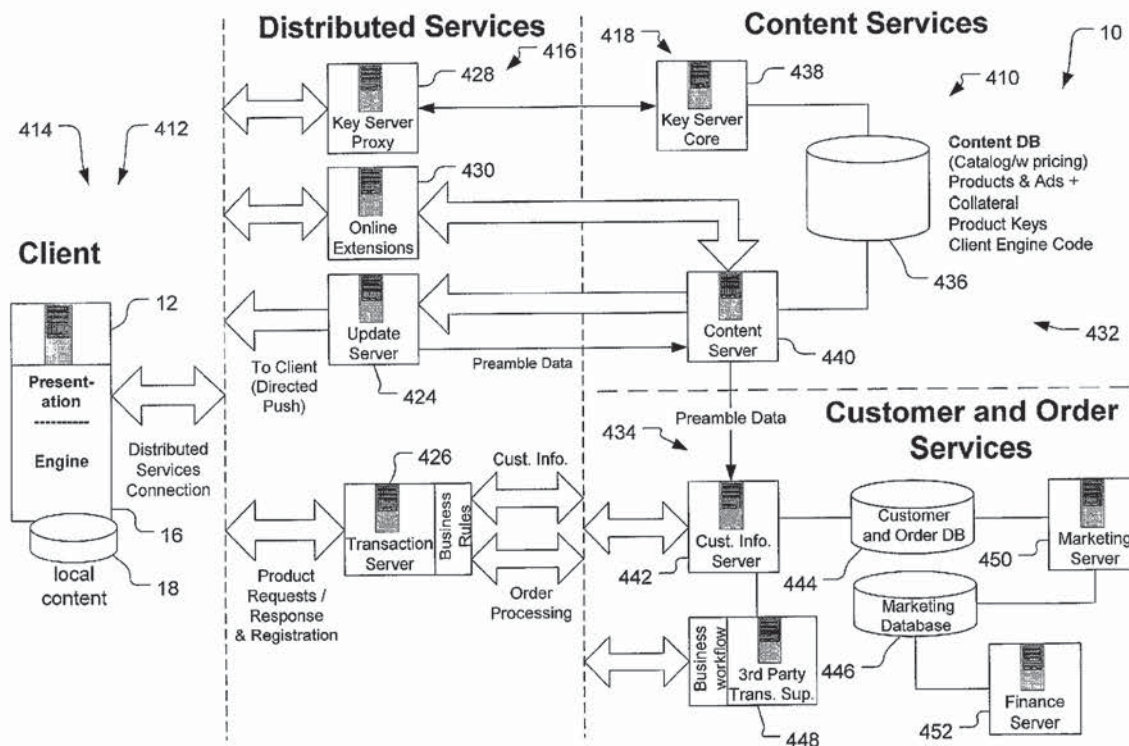 Distributed Services
Content Services
10
428
416
418
438
410
Key Server
Proxy
Key Server
Core
414
412
430
Online
Extensions
Content DB
(Catalog/w pricing)
Products & Ads +
Collateral
Product Keys
Client Engine Code
436
Client
12
Update
Server
Content
Server
440
432
To Client
(Directed
Push)
424
Preamble Data
Present-
ation
----------
Engine
Distributed
Services
Connection
16
18
local
content
Preamble Data
434
Customer and Order
Services
426
Cust. Info.
Transaction
Server
Business
Rules
Product
Requests /
Response
& Registration
Order
Processing
Cust. Info.
Server
442
Customer
and Order DB
444
Marketing
Server
450
Marketing
Database
446
Business
workflow
3rd Party
Trans. Sup.
448
Finance
Server
452